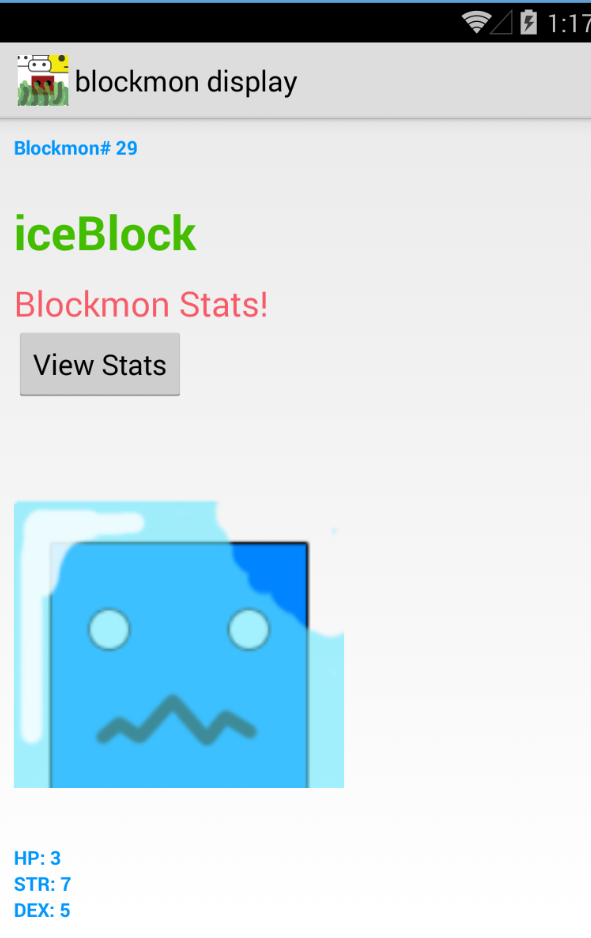 1:17
blockmon display
Blockmon# 29
iceBlock
Blockmon Stats!
View Stats
HP: 3
STR: 7
DEX: 5